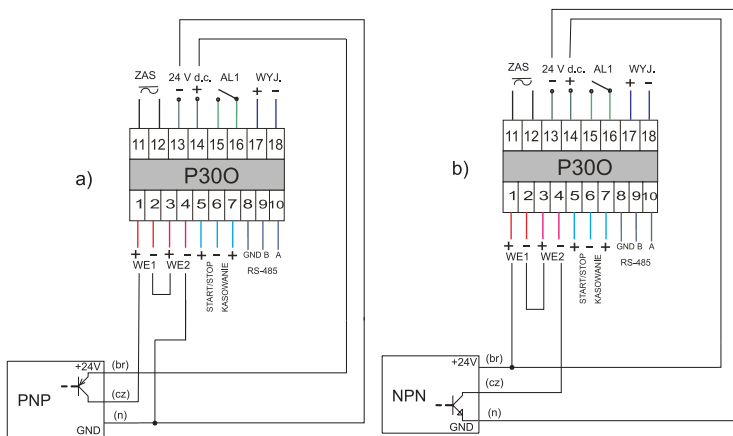 a)
ZAS
24 V d.c.
AL1
WYJ.
- +
+ -
11 12 13 14 15 16 17 18
P30O
1 2 3 4 5 6 7 8 9 10
+ - + - + - +
GND B A
WE1
WE2
START/STOP
KASOWANIE
RS-485
PNP
+24V
(br)
(cz)
(n)
GND
b)
ZAS
24 V d.c.
AL1
WYJ.
- +
+ -
11 12 13 14 15 16 17 18
P30O
1 2 3 4 5 6 7 8 9 10
+ - + - + - +
GND B A
WE1
WE2
START/STOP
KASOWANIE
RS-485
NPN
+24V
(br)
(cz)
(n)
GND